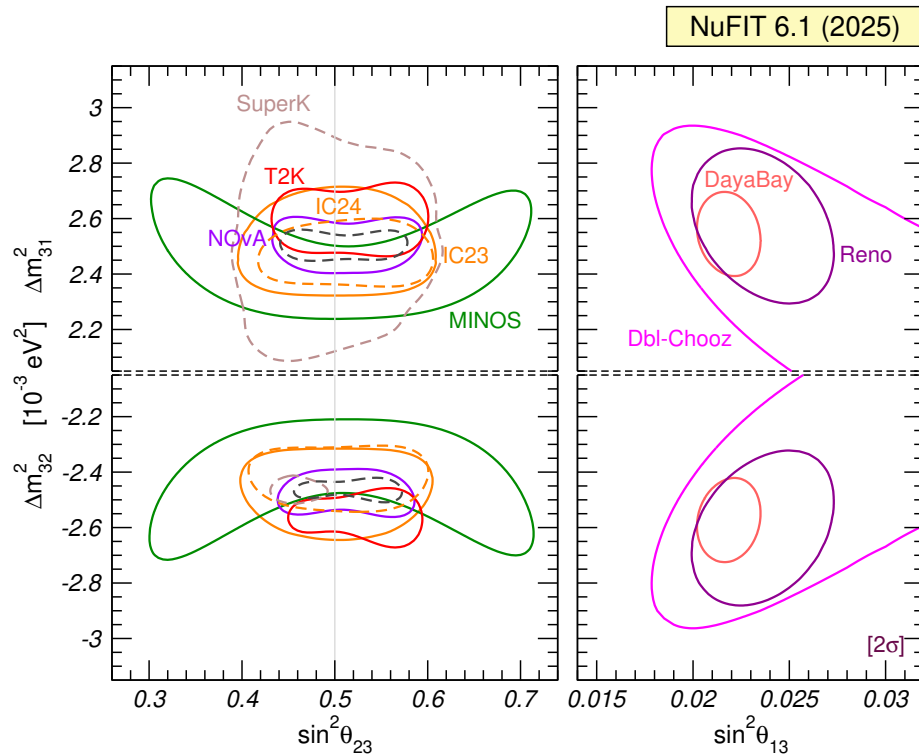 NuFIT 6.1 (2025)
SuperK
T2K
IC24
NOvA
IC23
MINOS
DayaBay
Reno
Dbl-Chooz
[2σ]
3
2.8
2.6
2.4
2.2
-2.2
-2.4
-2.6
-2.8
-3
Δm²₃₂ [10⁻³ eV²] Δm²₃₁
0.3 0.4 0.5 0.6 0.7
0.015 0.02 0.025 0.03
sin²θ₂₃
sin²θ₁₃